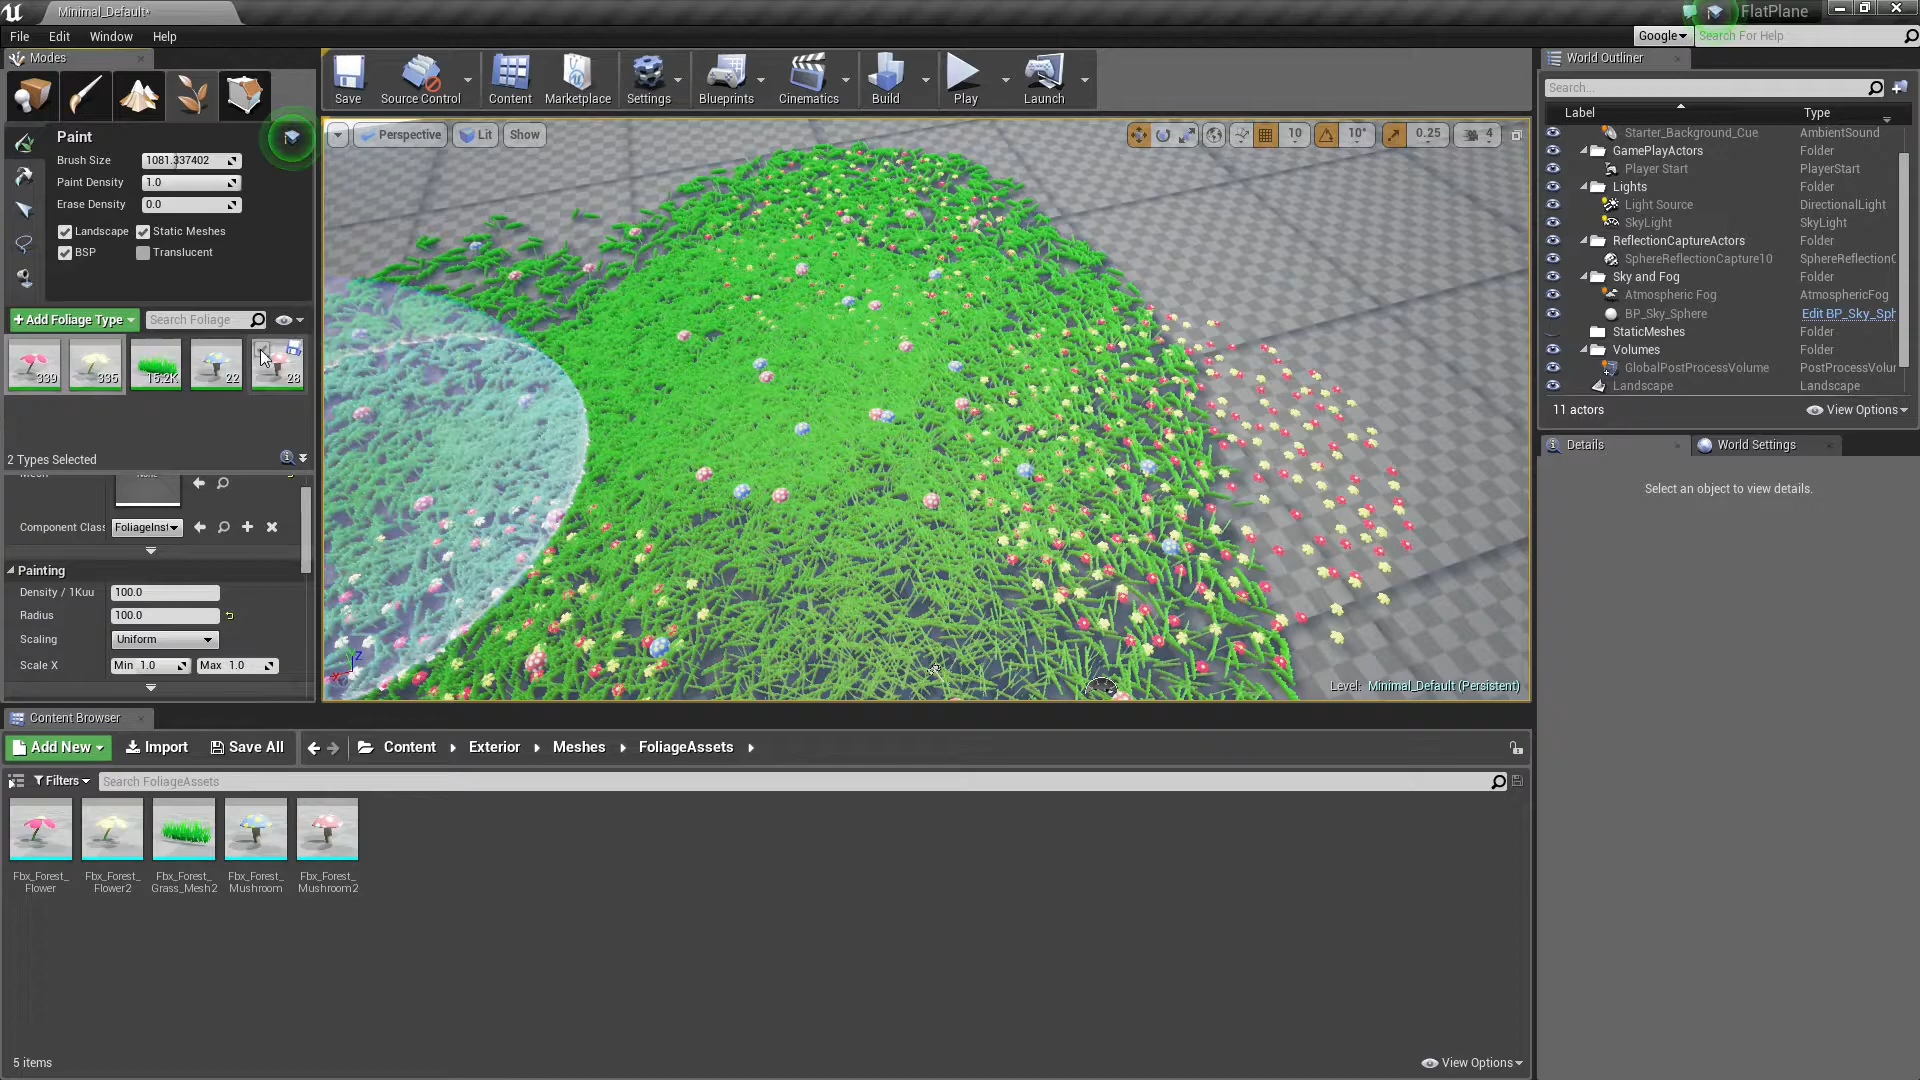 Minimal_Default*
FlatPlane
File Edit Window Help
Google Search For Help
Modes
Save Source Control Content Marketplace Settings Blueprints Cinematics Build Play Launch
Paint
Brush Size 1081.337402
Paint Density 1.0
Erase Density 0.0
Landscape Static Meshes
BSP Translucent
Add Foliage Type Search Foliage
339 335 15.2K 22 28
2 Types Selected
Component Class FoliageInst
Painting
Density / 1Kuu 100.0
Radius 100.0
Scaling Uniform
Scale X Min 1.0 Max 1.0
Perspective Lit Show 10 10° 0.25 4
Level: Minimal_Default (Persistent)
World Outliner
Search...
Label Type
Starter_Background_Cue AmbientSound
GamePlayActors Folder
Player Start PlayerStart
Lights Folder
Light Source DirectionalLight
SkyLight SkyLight
ReflectionCaptureActors Folder
SphereReflectionCapture10 SphereReflectionC
Sky and Fog Folder
Atmospheric Fog AtmosphericFog
BP_Sky_Sphere Edit BP_Sky_Sph
StaticMeshes Folder
Volumes Folder
GlobalPostProcessVolume PostProcessVolur
Landscape Landscape
11 actors View Options
Details World Settings
Select an object to view details.
Content Browser
Add New Import Save All Content Exterior Meshes FoliageAssets
Filters Search FoliageAssets
Fbx_Forest_ Fbx_Forest_ Fbx_Forest_ Fbx_Forest_ Fbx_Forest_
Flower Flower2 Grass_Mesh2 Mushroom Mushroom2
5 items View Options